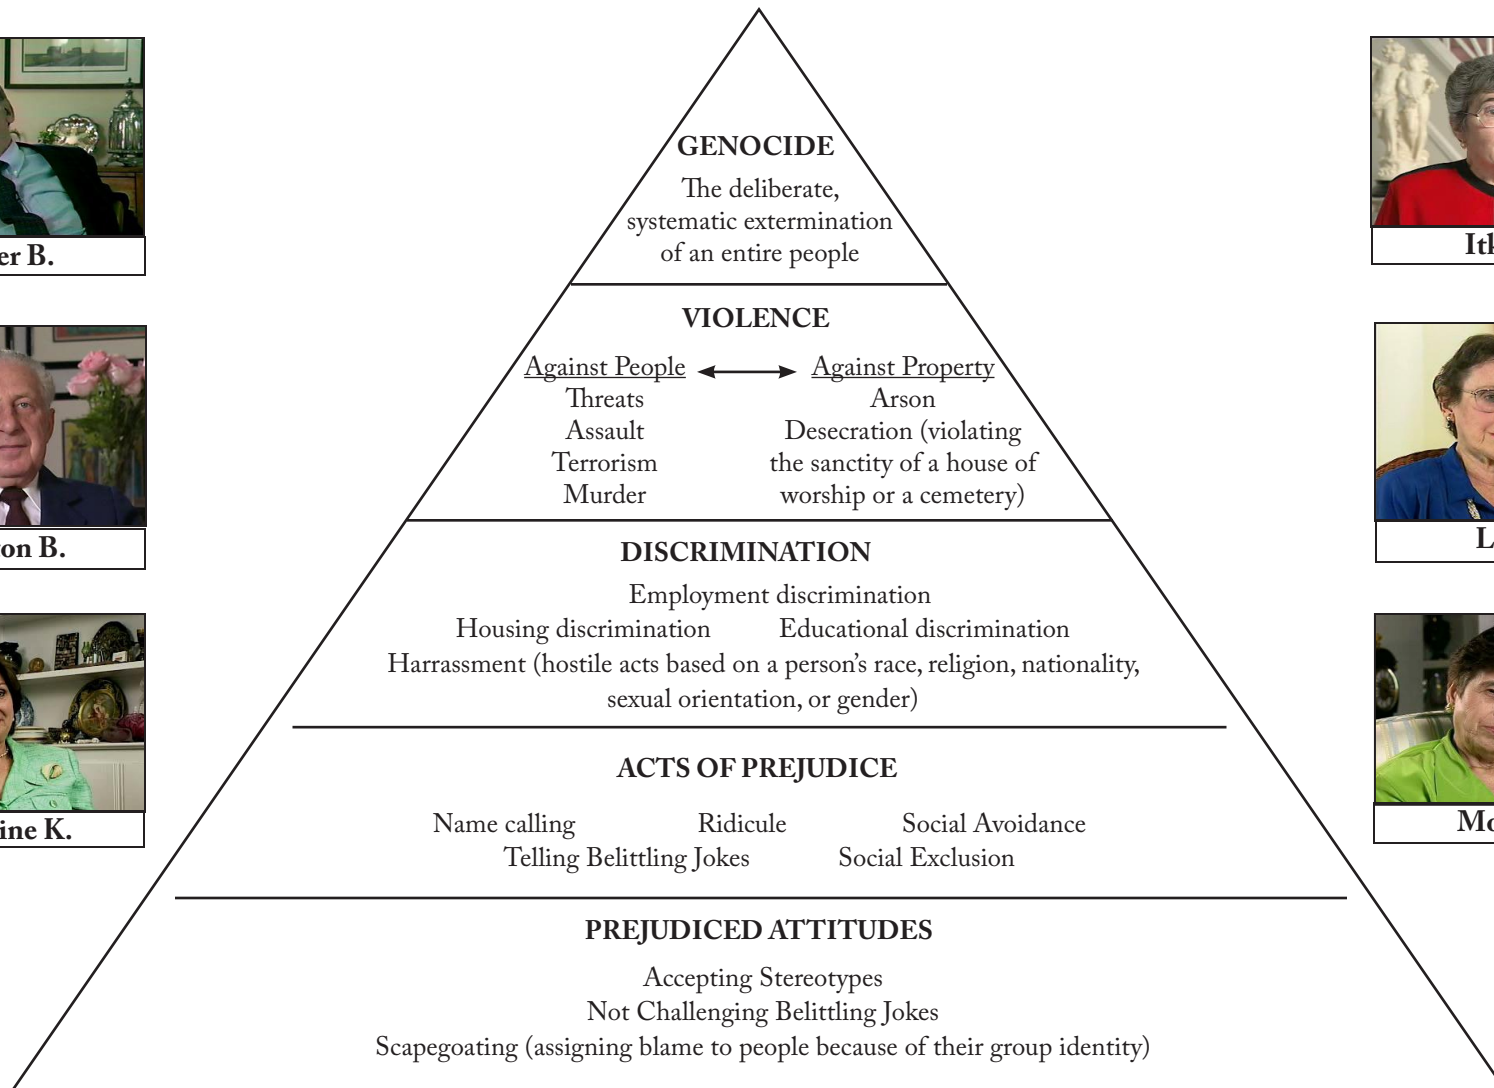 GENOCIDE
The deliberate,
systematic extermination
of an entire people
VIOLENCE
Against People Against Property
Threats Arson
Assault Desecration (violating
Terrorism the sanctity of a house of
Murder worship or a cemetery)
DISCRIMINATION
Employment discrimination
Housing discrimination Educational discrimination
Harrassment (hostile acts based on a person’s race, religion, nationality,
sexual orientation, or gender)
ACTS OF PREJUDICE
Name calling Ridicule Social Avoidance
Telling Belittling Jokes Social Exclusion
PREJUDICED ATTITUDES
Accepting Stereotypes
Not Challenging Belittling Jokes
Scapegoating (assigning blame to people because of their group identity)
er B.
on B.
ine K.
It
L
Mo